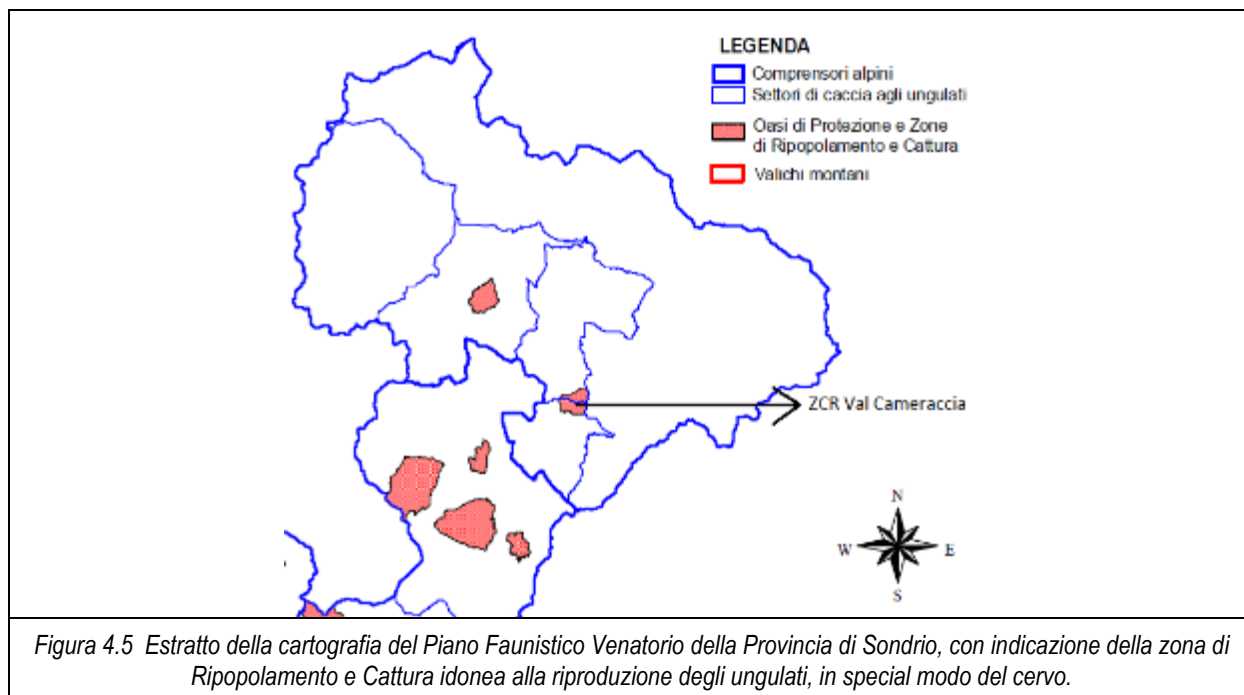 LEGENDA
Comprensori alpini
Settori di caccia agli ungulati
Oasi di Protezione e Zone
di Ripopolamento e Cattura
Valichi montani
ZCR Val Cameraccia
N
W E
S
Figura 4.5 Estratto della cartografia del Piano Faunistico Venatorio della Provincia di Sondrio, con indicazione della zona di
Ripopolamento e Cattura idonea alla riproduzione degli ungulati, in special modo del cervo.